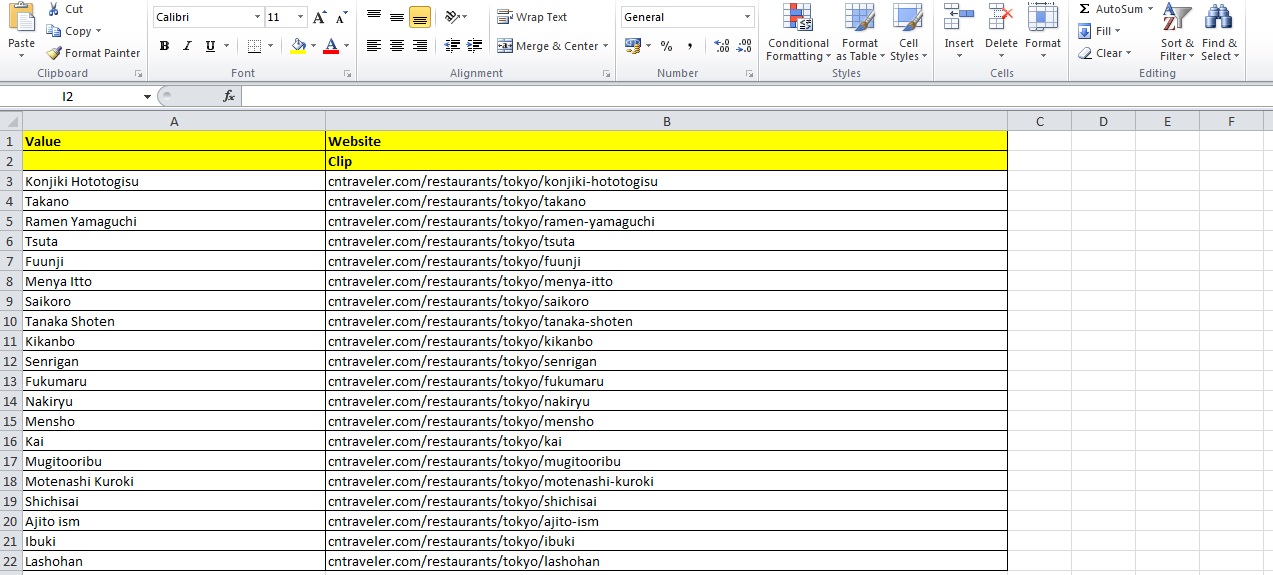 Cut
Calibri 11 A A
Wrap Text
General
Σ AutoSum
Copy
Fill
Paste
Format Painter
B I U A
Merge & Center
% , .00 .0
Conditional Formatting
Format as Table
Cell Styles
Insert
Delete
Format
Clear
Sort & Filter
Find & Select
Clipboard
Font
Alignment
Number
Styles
Cells
Editing
I2 fx
A B C D E F
1 Value Website
2 Clip
3 Konjiki Hototogisu cntraveler.com/restaurants/tokyo/konjiki-hototogisu
4 Takano cntraveler.com/restaurants/tokyo/takano
5 Ramen Yamaguchi cntraveler.com/restaurants/tokyo/ramen-yamaguchi
6 Tsuta cntraveler.com/restaurants/tokyo/tsuta
7 Fuunji cntraveler.com/restaurants/tokyo/fuunji
8 Menya Itto cntraveler.com/restaurants/tokyo/menya-itto
9 Saikoro cntraveler.com/restaurants/tokyo/saikoro
10 Tanaka Shoten cntraveler.com/restaurants/tokyo/tanaka-shoten
11 Kikanbo cntraveler.com/restaurants/tokyo/kikanbo
12 Senrigan cntraveler.com/restaurants/tokyo/senrigan
13 Fukumaru cntraveler.com/restaurants/tokyo/fukumaru
14 Nakiryu cntraveler.com/restaurants/tokyo/nakiryu
15 Mensho cntraveler.com/restaurants/tokyo/mensho
16 Kai cntraveler.com/restaurants/tokyo/kai
17 Mugitooribu cntraveler.com/restaurants/tokyo/mugitooribu
18 Motenashi Kuroki cntraveler.com/restaurants/tokyo/motenashi-kuroki
19 Shichisai cntraveler.com/restaurants/tokyo/shichisai
20 Ajito ism cntraveler.com/restaurants/tokyo/ajito-ism
21 Ibuki cntraveler.com/restaurants/tokyo/ibuki
22 Lashohan cntraveler.com/restaurants/tokyo/lashohan